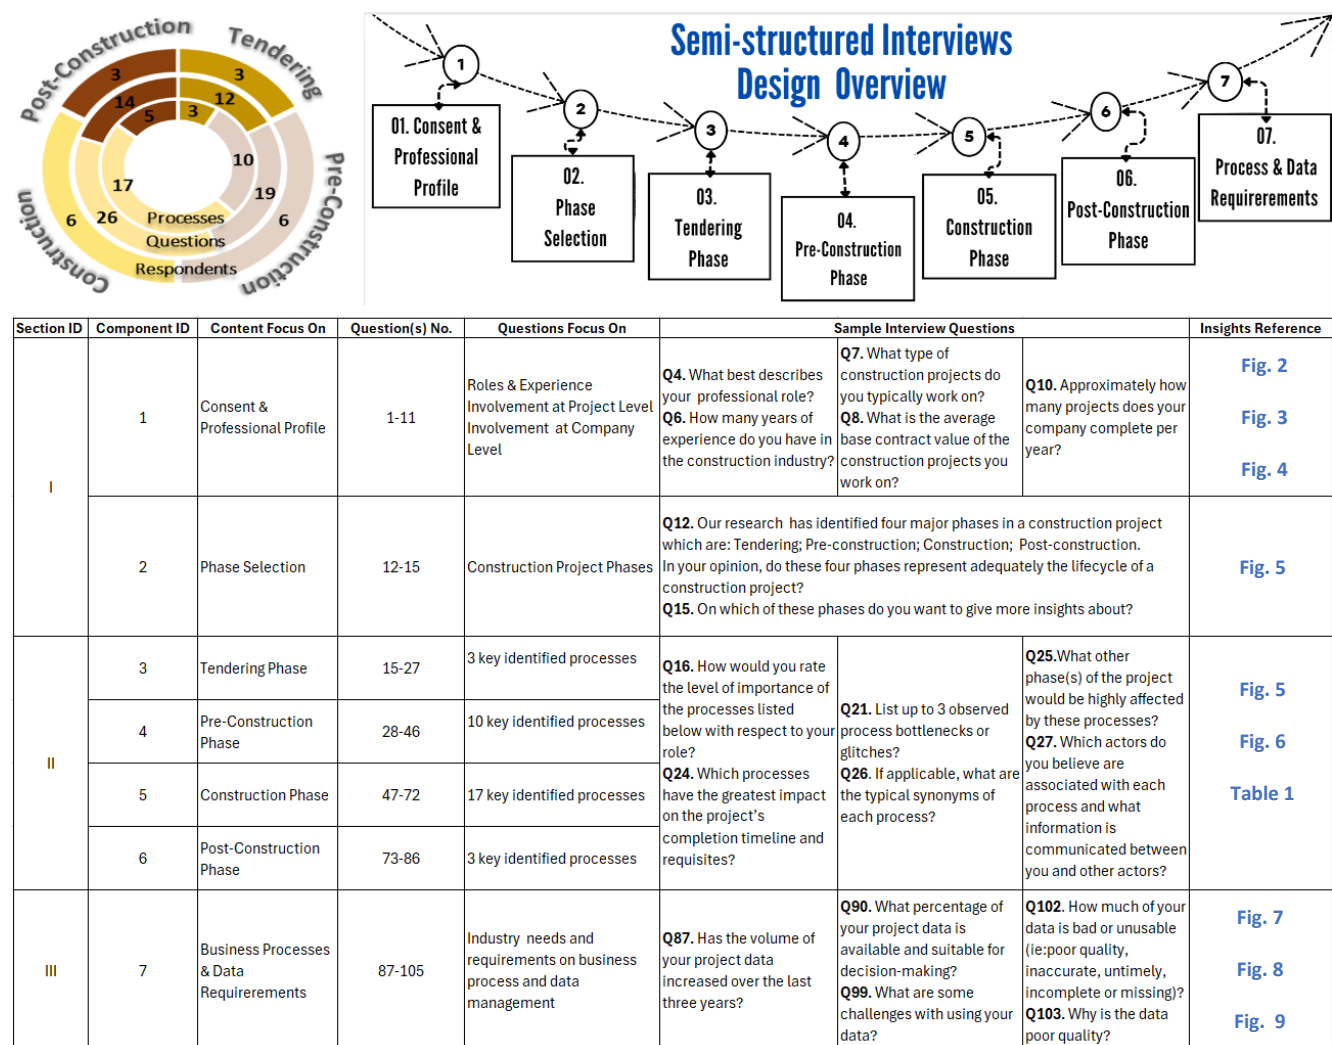 Post-Construction
Tendering
Pre-Construction
Construction
3
3
14
12
5
3
10
17
19
6
26
6
Processes
Questions
Respondents
Semi-structured Interviews
Design Overview
1
2
3
4
5
6
7
01. Consent &
Professional
Profile
02.
Phase
Selection
03.
Tendering
Phase
04.
Pre-Construction
Phase
05.
Construction
Phase
06.
Post-Construction
Phase
07.
Process & Data
Requirerements
Section ID Component ID Content Focus On Question(s) No. Questions Focus On Sample Interview Questions Insights Reference
I
1
Consent &
Professional Profile
1-11
Roles & Experience
Involvement at Project Level
Involvement at Company
Level
Q4. What best describes
your professional role?
Q6. How many years of
experience do you have in
the construction industry?
Q7. What type of
construction projects do
you typically work on?
Q8. What is the average
base contract value of the
construction projects you
work on?
Q10. Approximately how
many projects does your
company complete per
year?
Fig. 2
Fig. 3
Fig. 4
2
Phase Selection
12-15
Construction Project Phases
Q12. Our research has identified four major phases in a construction project
which are: Tendering; Pre-construction; Construction; Post-construction.
In your opinion, do these four phases represent adequately the lifecycle of a
construction project?
Q15. On which of these phases do you want to give more insights about?
Fig. 5
II
3
Tendering Phase
15-27
3 key identified processes
4
Pre-Construction
Phase
28-46
10 key identified processes
5
Construction Phase
47-72
17 key identified processes
6
Post-Construction
Phase
73-86
3 key identified processes
Q16. How would you rate
the level of importance of
the processes listed
below with respect to your
role?
Q24. Which processes
have the greatest impact
on the project's
completion timeline and
requisites?
Q21. List up to 3 observed
process bottlenecks or
glitches?
Q26. If applicable, what are
the typical synonyms of
each process?
Q25.What other
phase(s) of the project
would be highly affected
by these processes?
Q27. Which actors do
you believe are
associated with each
process and what
information is
communicated between
you and other actors?
Fig. 5
Fig. 6
Table 1
III
7
Business Processes
& Data
Requirerements
87-105
Industry needs and
requirements on business
process and data
management
Q87. Has the volume of
your project data
increased over the last
three years?
Q90. What percentage of
your project data is
available and suitable for
decision-making?
Q99. What are some
challenges with using your
data?
Q102. How much of your
data is bad or unusable
(ie:poor quality,
inaccurate, untimely,
incomplete or missing)?
Q103. Why is the data
poor quality?
Fig. 7
Fig. 8
Fig. 9